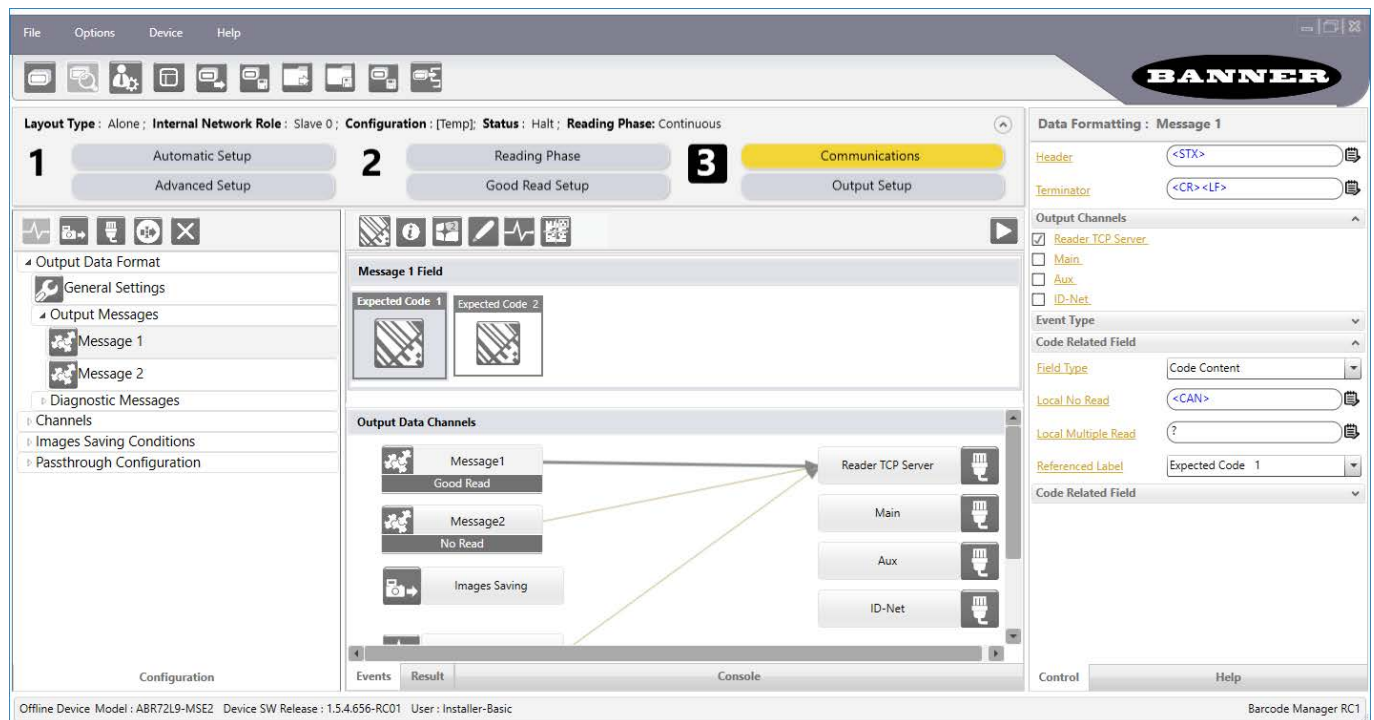 File Options Device Help
BANNER
Layout Type : Alone ; Internal Network Role : Slave 0 ; Configuration : [Temp]; Status : Halt ; Reading Phase: Continuous
1 Automatic Setup
Advanced Setup
2 Reading Phase
Good Read Setup
3 Communications
Output Setup
Output Data Format
General Settings
Output Messages
Message 1
Message 2
Diagnostic Messages
Channels
Images Saving Conditions
Passthrough Configuration
Configuration
Message 1 Field
Expected Code 1 Expected Code 2
Output Data Channels
Message1
Good Read
Message2
No Read
Images Saving
Reader TCP Server
Main
Aux
ID-Net
Events Result Console
Data Formatting : Message 1
Header <STX>
Terminator <CR><LF>
Output Channels
Reader TCP Server
Main
Aux
ID-Net
Event Type
Code Related Field
Field Type Code Content
Local No Read <CAN>
Local Multiple Read ?
Referenced Label Expected Code 1
Code Related Field
Control Help
Offline Device Model : ABR72L9-MSE2 Device SW Release : 1.5.4.656-RC01 User : Installer-Basic
Barcode Manager RC1